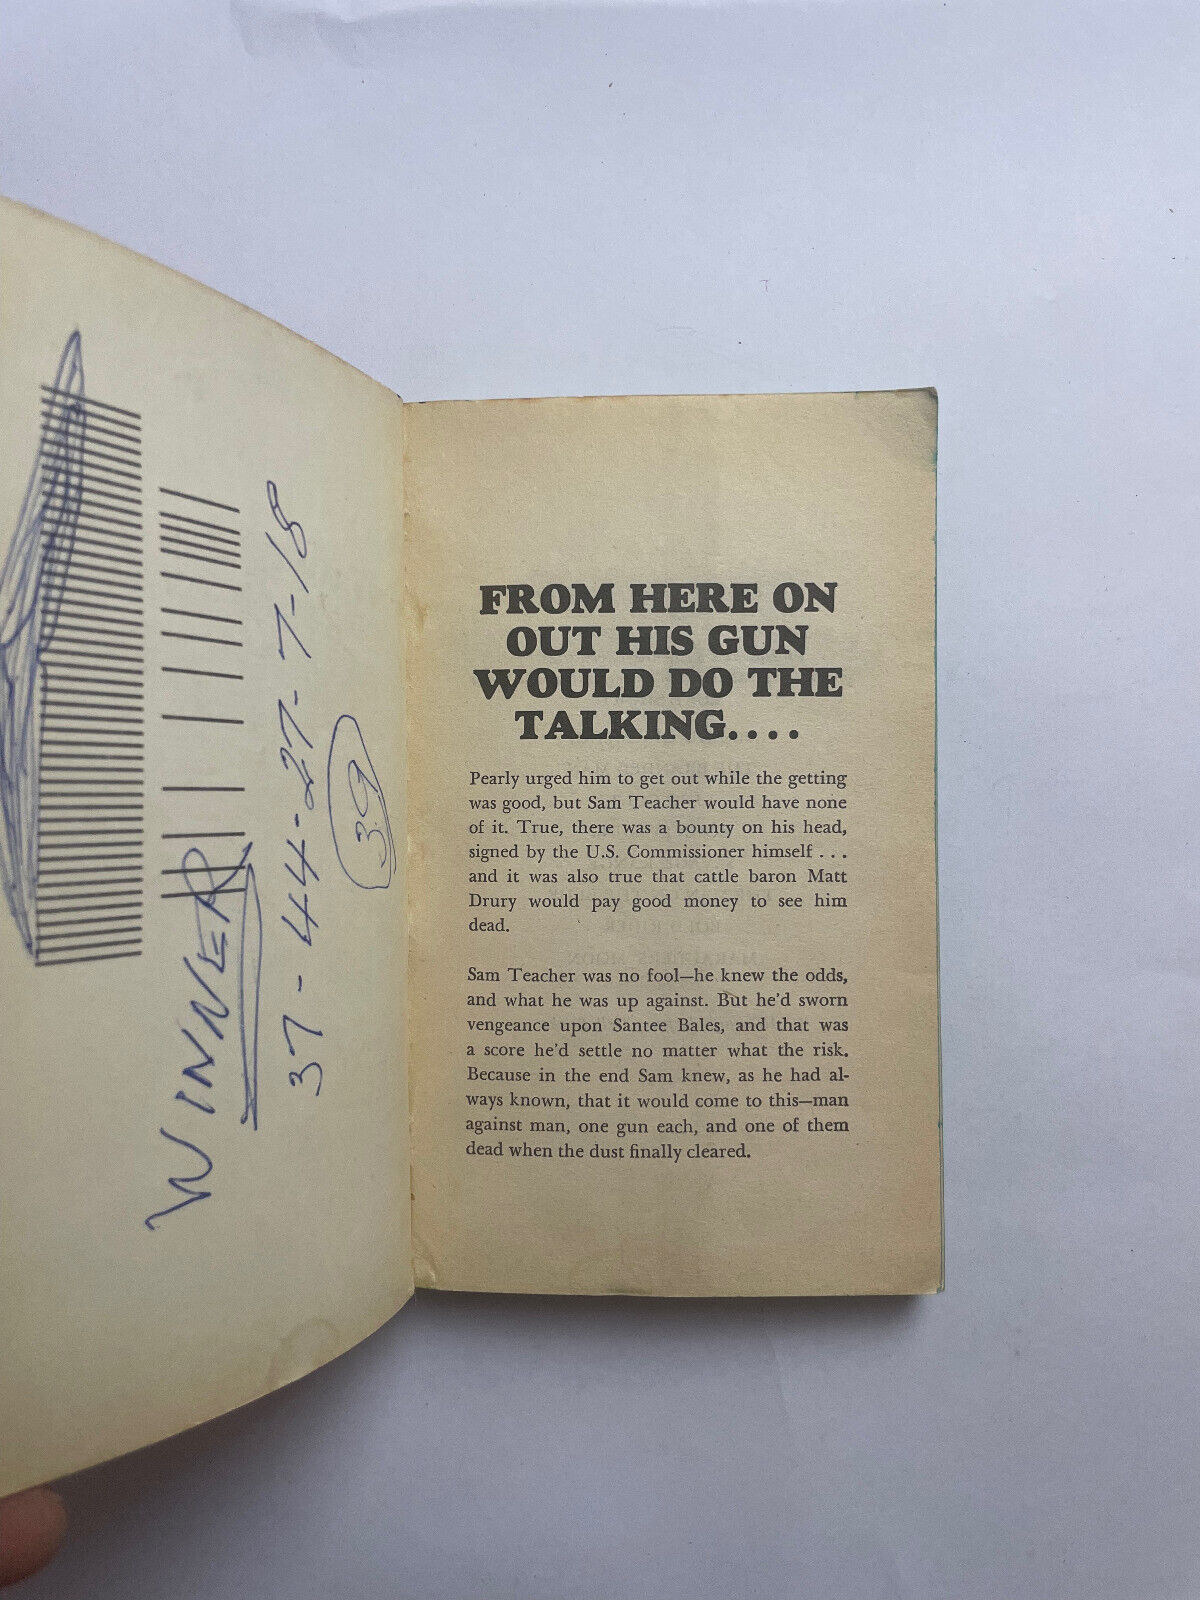 WINNER
37-44-27-7-18
39
FROM HERE ON
OUT HIS GUN
WOULD DO THE
TALKING....
Pearly urged him to get out while the getting
was good, but Sam Teacher would have none
of it. True, there was a bounty on his head,
signed by the U.S. Commissioner himself . . .
and it was also true that cattle baron Matt
Drury would pay good money to see him
dead.
Sam Teacher was no fool—he knew the odds,
and what he was up against. But he'd sworn
vengeance upon Santee Bales, and that was
a score he'd settle no matter what the risk.
Because in the end Sam knew, as he had al-
ways known, that it would come to this—man
against man, one gun each, and one of them
dead when the dust finally cleared.